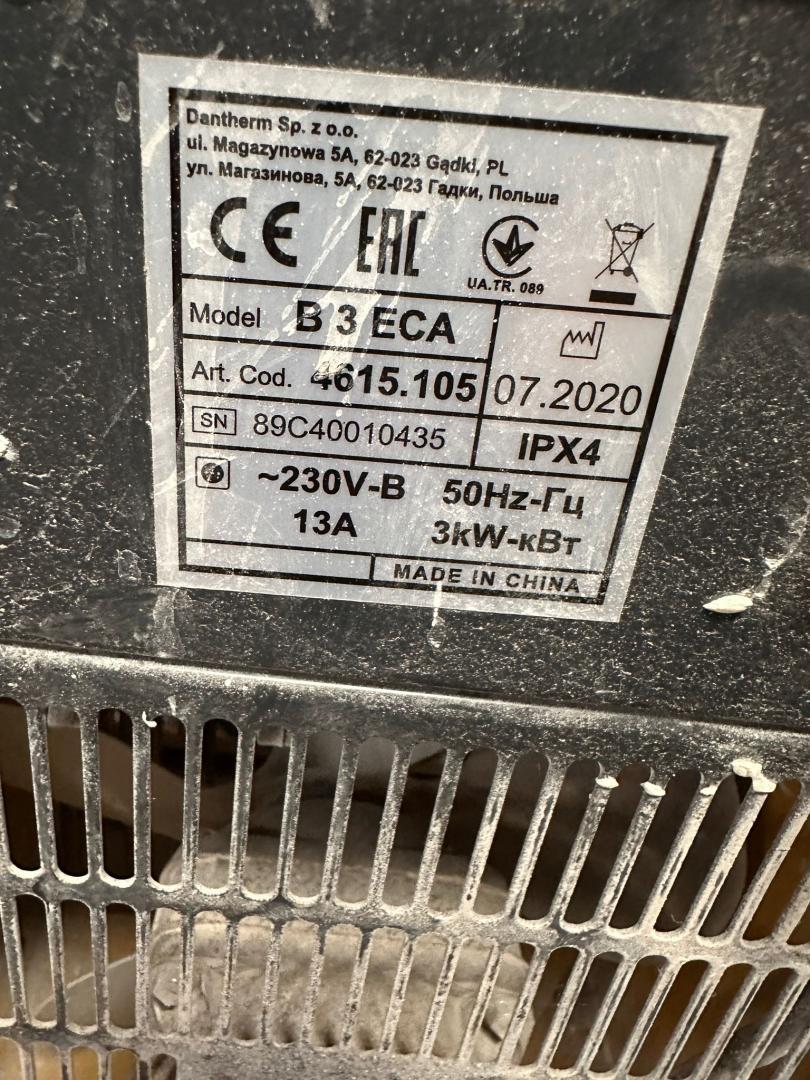 Dantherm Sp. z o.o.
ul. Magazynowa 5A, 62-023 Gądki, PL
ул. Магазинова, 5A, 62-023 Гадки, Польша
CE EAC
UA.TR. 089
Model B 3 ECA
Art. Cod. 4615.105
07.2020
SN 89C40010435
IPX4
~230V-В 50Hz-Гц
13A 3kW-кВт
MADE IN CHINA